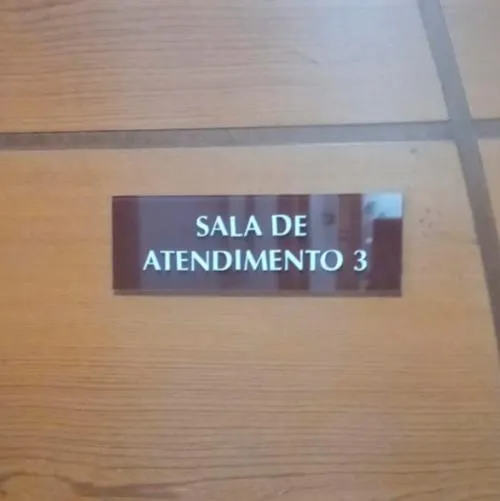 SALA DE
ATENDIMENTO 3